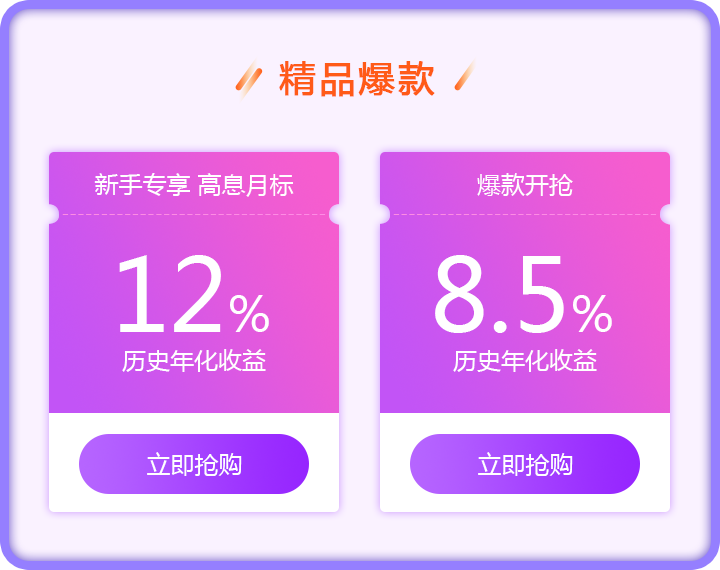 精品爆款
新手专享 高息月标
12%
历史年化收益
立即抢购
爆款开抢
8.5%
历史年化收益
立即抢购